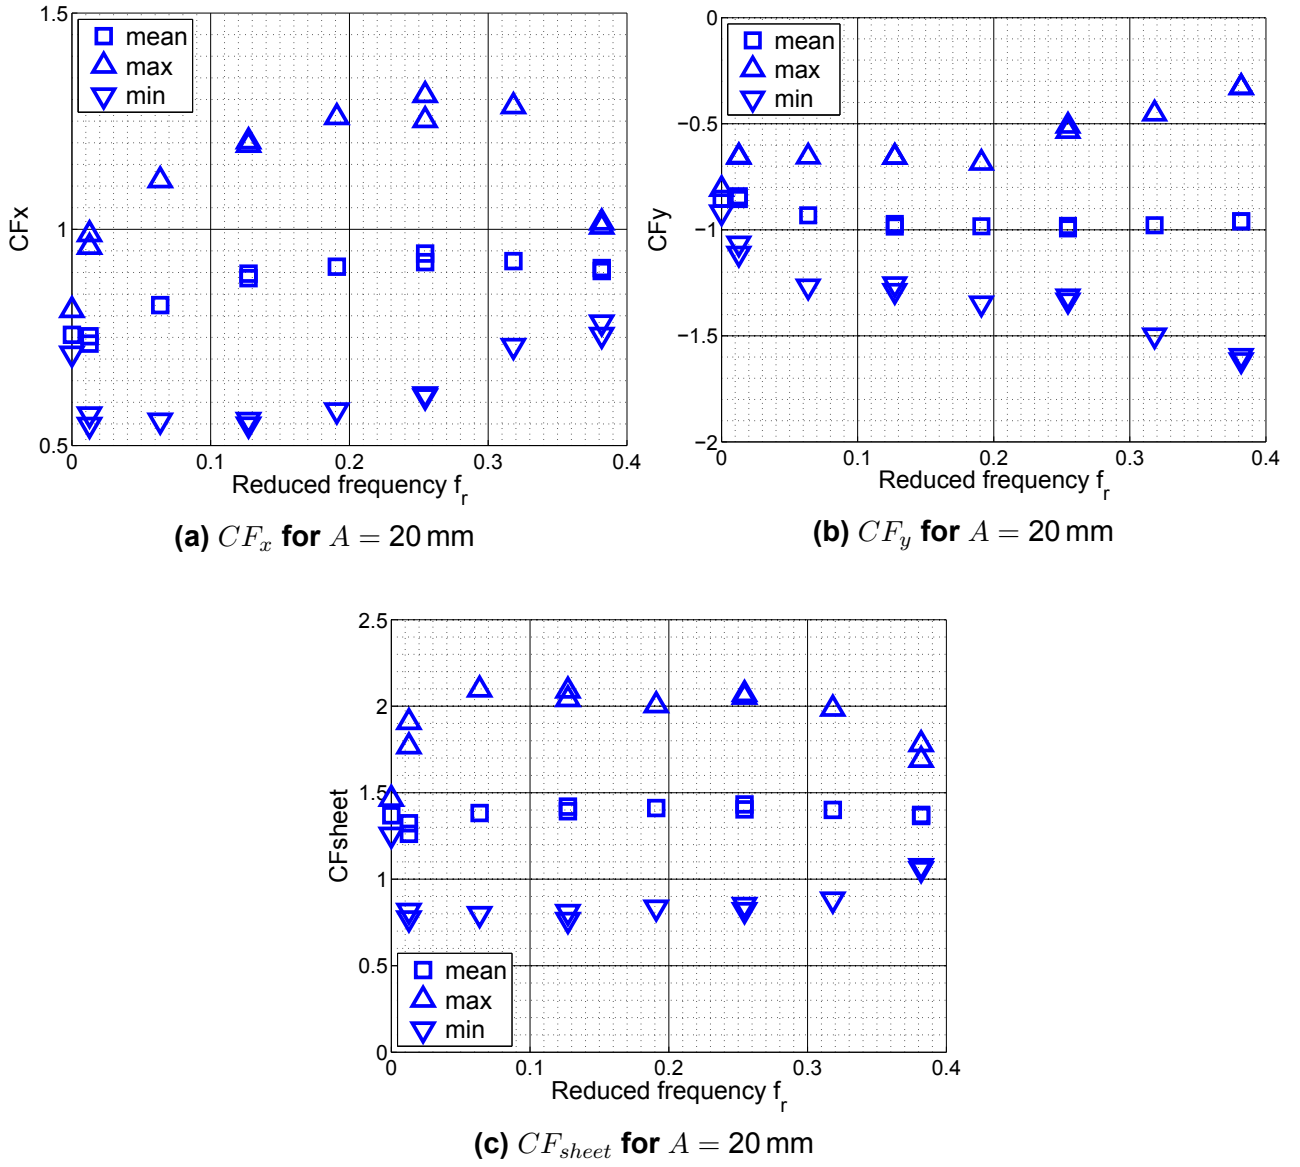 1.5
1
0.5
CFx
mean
max
min
0 0.1 0.2 0.3 0.4
Reduced frequency f_r
(a) CF_x for A = 20 mm
0
−0.5
−1
−1.5
−2
CFy
mean
max
min
0 0.1 0.2 0.3 0.4
Reduced frequency f_r
(b) CF_y for A = 20 mm
2.5
2
1.5
1
0.5
0
CFsheet
mean
max
min
0 0.1 0.2 0.3 0.4
Reduced frequency f_r
(c) CF_sheet for A = 20 mm